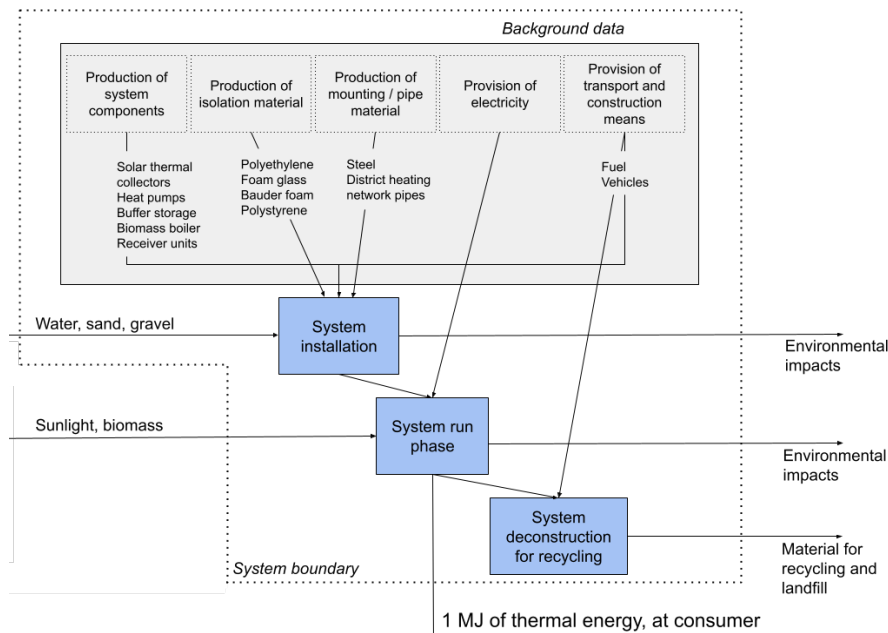 Background data
Production of
system
components
Production of
isolation material
Production of
mounting / pipe
material
Provision of
electricity
Provision of
transport and
construction
means
Solar thermal
collectors
Heat pumps
Buffer storage
Biomass boiler
Receiver units
Polyethylene
Foam glass
Bauder foam
Polystyrene
Steel
District heating
network pipes
Fuel
Vehicles
Water, sand, gravel
System
installation
Environmental
impacts
Sunlight, biomass
System run
phase
Environmental
impacts
System
deconstruction
for recycling
Material for
recycling and
landfill
System boundary
1 MJ of thermal energy, at consumer